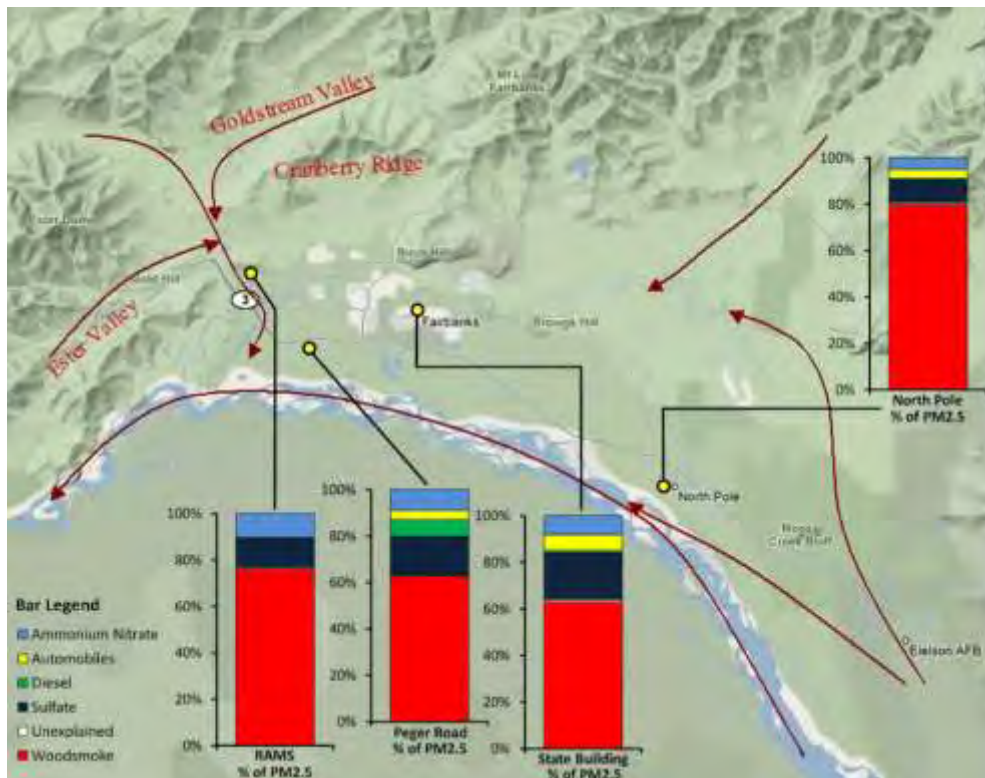 Goldstream Valley
Cranberry Ridge
Ester Valley
Fairbanks
3
Fairbanks
North Pole
Eielson AFB
100%
80%
60%
40%
20%
0%
North Pole
% of PM2.5
100%
80%
60%
40%
20%
0%
RAMS
% of PM2.5
100%
80%
60%
40%
20%
0%
Peger Road
% of PM2.5
100%
80%
60%
40%
20%
0%
State Building
% of PM2.5
Bar Legend
Ammonium Nitrate
Automobiles
Diesel
Sulfate
Unexplained
Woodsmoke